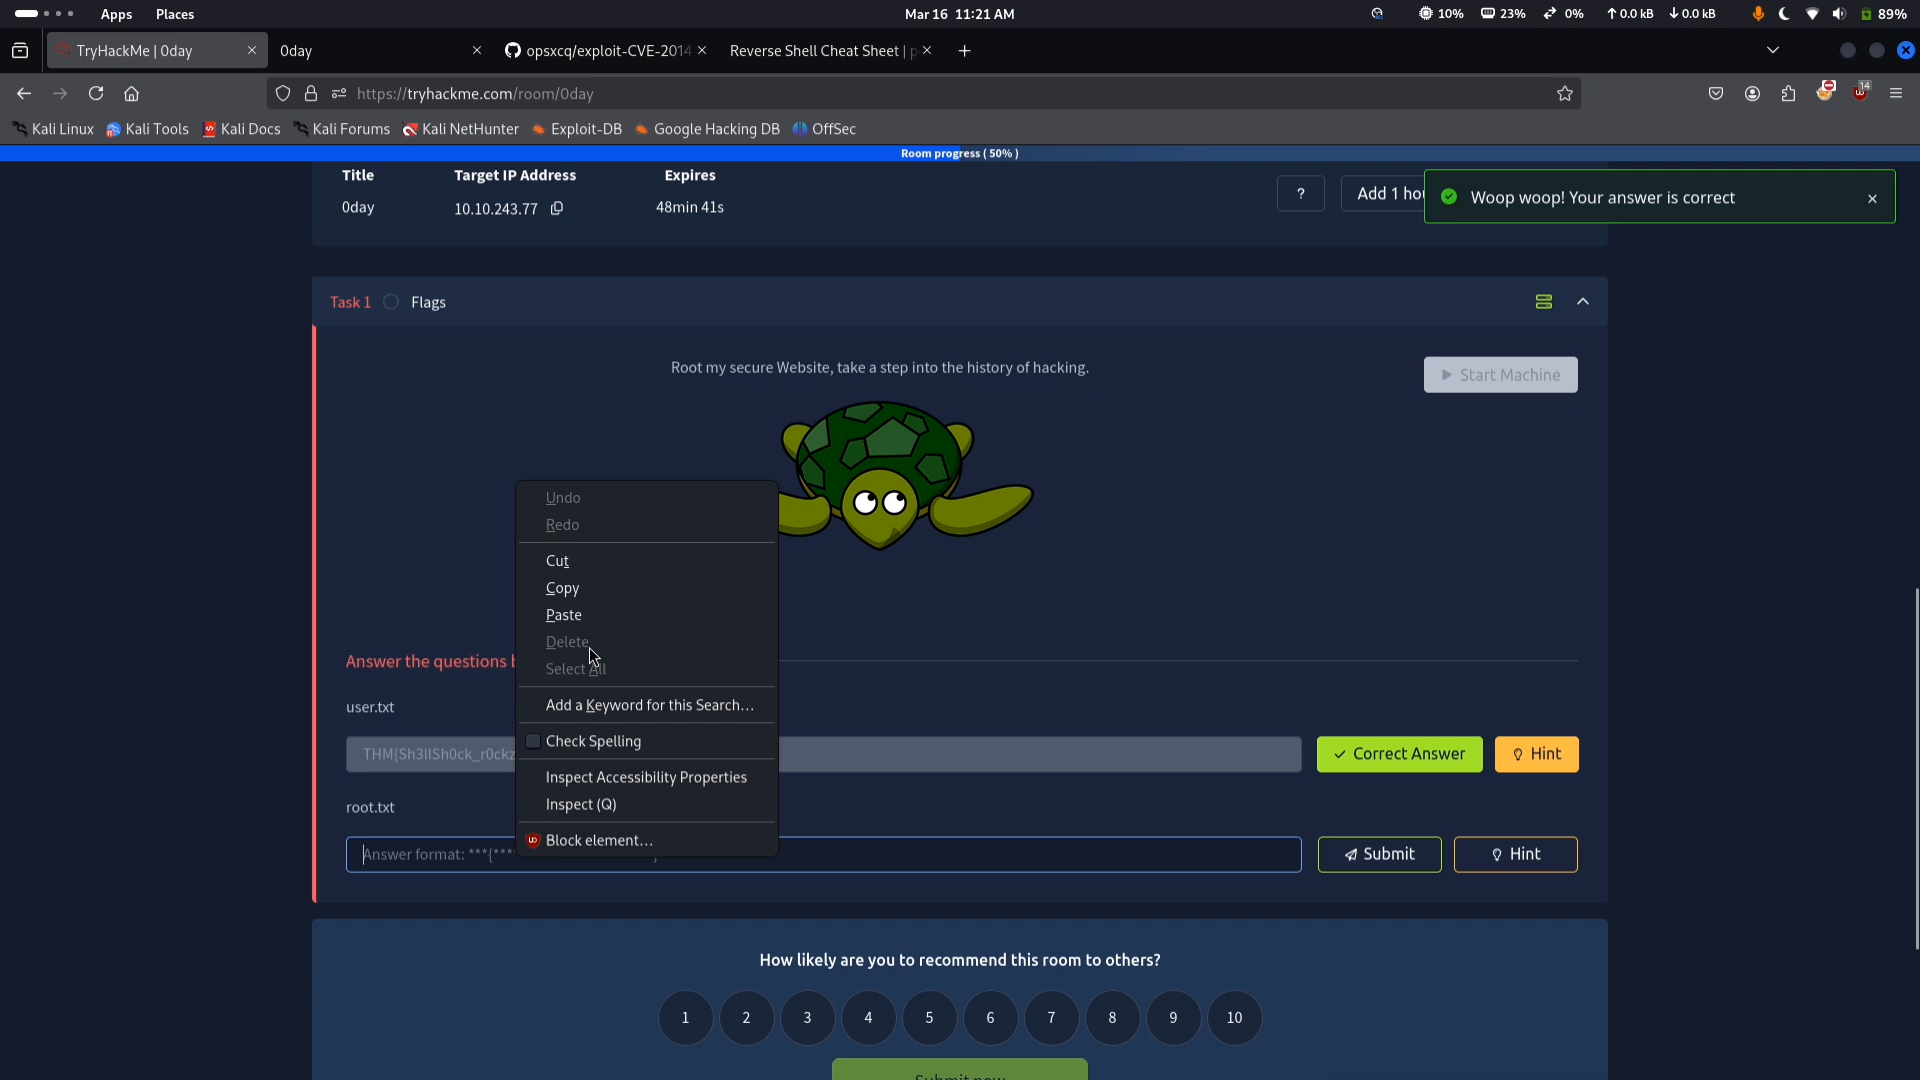 Apps Places Mar 16 11:21 AM 10% 23% 0% 0.0 kB 0.0 kB 89%
TryHackMe | 0day 0day opsxcq/exploit-CVE-2014 Reverse Shell Cheat Sheet |
https://tryhackme.com/room/0day 14
Kali Linux Kali Tools Kali Docs Kali Forums Kali NetHunter Exploit-DB Google Hacking DB OffSec
Room progress ( 50% )
Title Target IP Address Expires
0day 10.10.243.77 48min 41s ? Add 1 hou
Woop woop! Your answer is correct
Task 1 Flags
Root my secure Website, take a step into the history of hacking.
Start Machine
Undo
Redo
Cut
Copy
Paste
Delete
Select All
Add a Keyword for this Search...
Check Spelling
Inspect Accessibility Properties
Inspect (Q)
Block element...
Answer the questions b
user.txt
THM{Sh3llSh0ck_r0ckz Correct Answer Hint
root.txt
Answer format: ***{*** Submit Hint
How likely are you to recommend this room to others?
1 2 3 4 5 6 7 8 9 10
Submit now